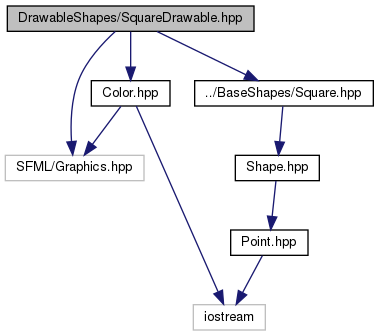 DrawableShapes/SquareDrawable.hpp
Color.hpp
../BaseShapes/Square.hpp
SFML/Graphics.hpp
Shape.hpp
Point.hpp
iostream